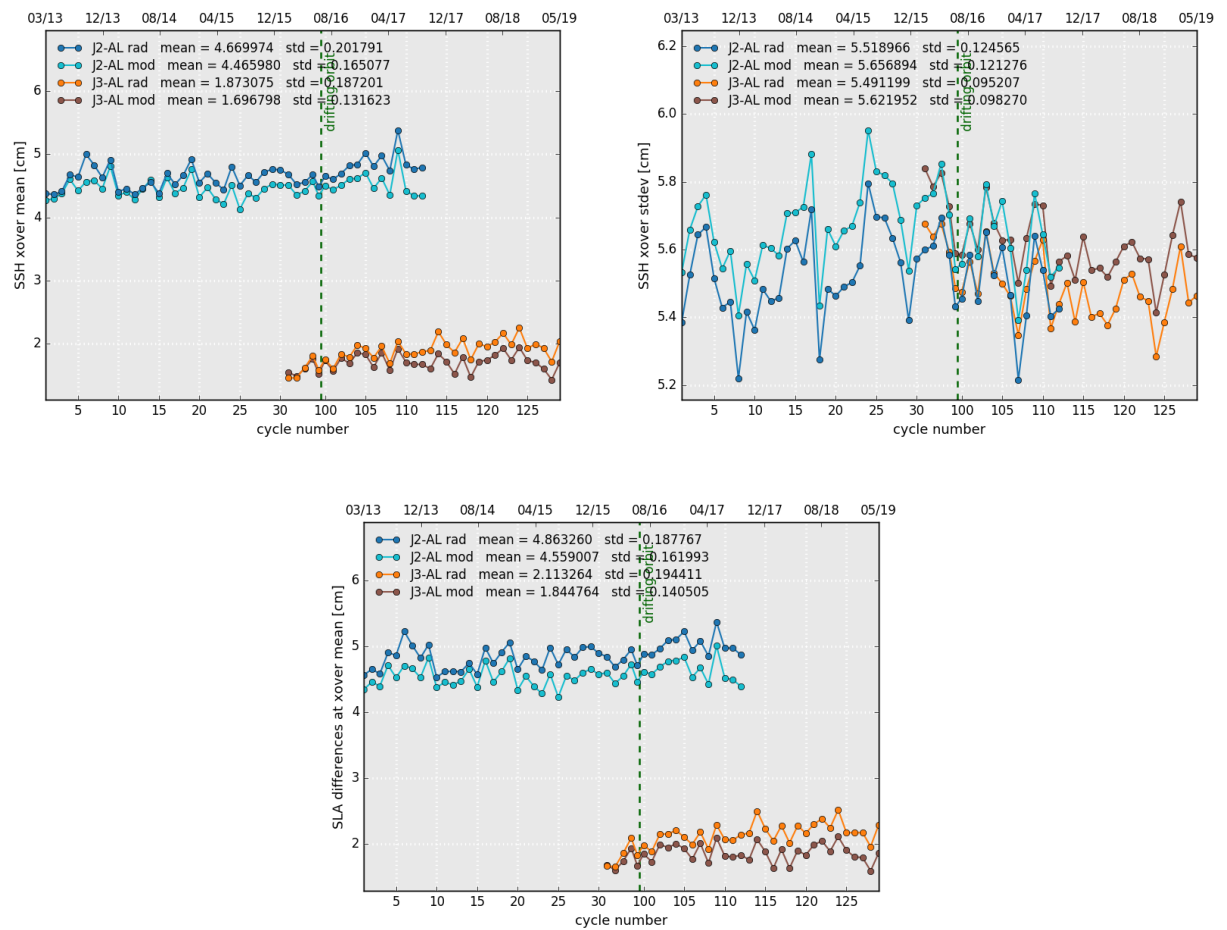 03/13 12/13 08/14 04/15 12/15 08/16 04/17 12/17 08/18 05/19
J2-AL rad mean = 4.669974 std = 0.201791
J2-AL mod mean = 4.465980 std = 0.165077
J3-AL rad mean = 1.873075 std = 0.187201
J3-AL mod mean = 1.696798 std = 0.131623
drifting orbit
SSH xover mean [cm]
6
5
4
3
2
5 10 15 20 25 30 100 105 110 115 120 125
cycle number
03/13 12/13 08/14 04/15 12/15 08/16 04/17 12/17 08/18 05/19
J2-AL rad mean = 5.518966 std = 0.124565
J2-AL mod mean = 5.656894 std = 0.121276
J3-AL rad mean = 5.491199 std = 0.095207
J3-AL mod mean = 5.621952 std = 0.098270
drifting orbit
SSH xover stdev [cm]
6.2
6.0
5.8
5.6
5.4
5.2
5 10 15 20 25 30 100 105 110 115 120 125
cycle number
03/13 12/13 08/14 04/15 12/15 08/16 04/17 12/17 08/18 05/19
J2-AL rad mean = 4.863260 std = 0.187767
J2-AL mod mean = 4.559007 std = 0.161993
J3-AL rad mean = 2.113264 std = 0.194411
J3-AL mod mean = 1.844764 std = 0.140505
drifting orbit
SLA differences at xover mean [cm]
6
5
4
3
2
5 10 15 20 25 30 100 105 110 115 120 125
cycle number